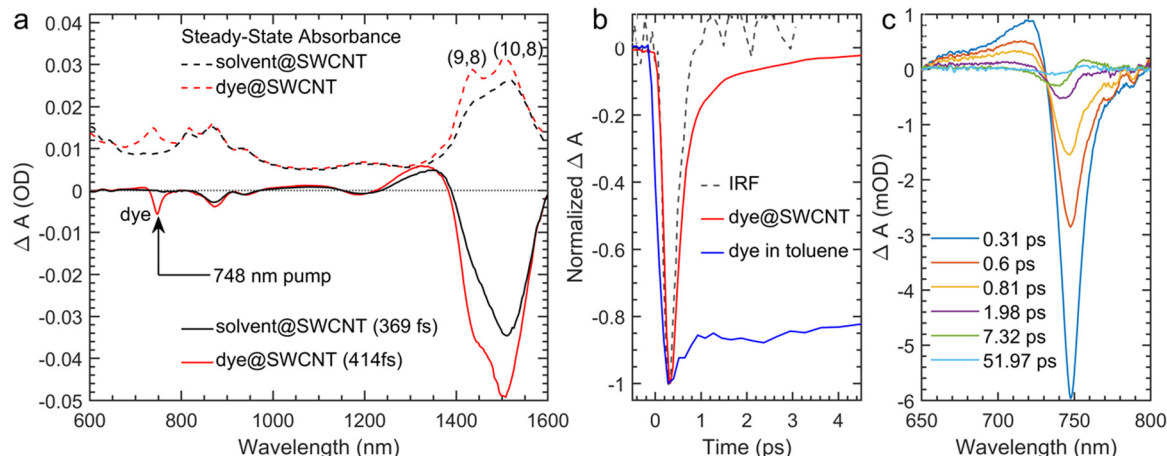 a
Steady-State Absorbance
solvent@SWCNT
dye@SWCNT
(9,8)
(10,8)
dye
748 nm pump
solvent@SWCNT (369 fs)
dye@SWCNT (414fs)
Δ A (OD)
0.04
0.03
0.02
0.01
0
-0.01
-0.02
-0.03
-0.04
-0.05
600
800
1000
1200
1400
1600
Wavelength (nm)
b
Normalized Δ A
0
-0.2
-0.4
-0.6
-0.8
-1
IRF
dye@SWCNT
dye in toluene
0
1
2
3
4
Time (ps)
c
Δ A (mOD)
1
0
-1
-2
-3
-4
-5
-6
0.31 ps
0.6 ps
0.81 ps
1.98 ps
7.32 ps
51.97 ps
650
700
750
800
Wavelength (nm)